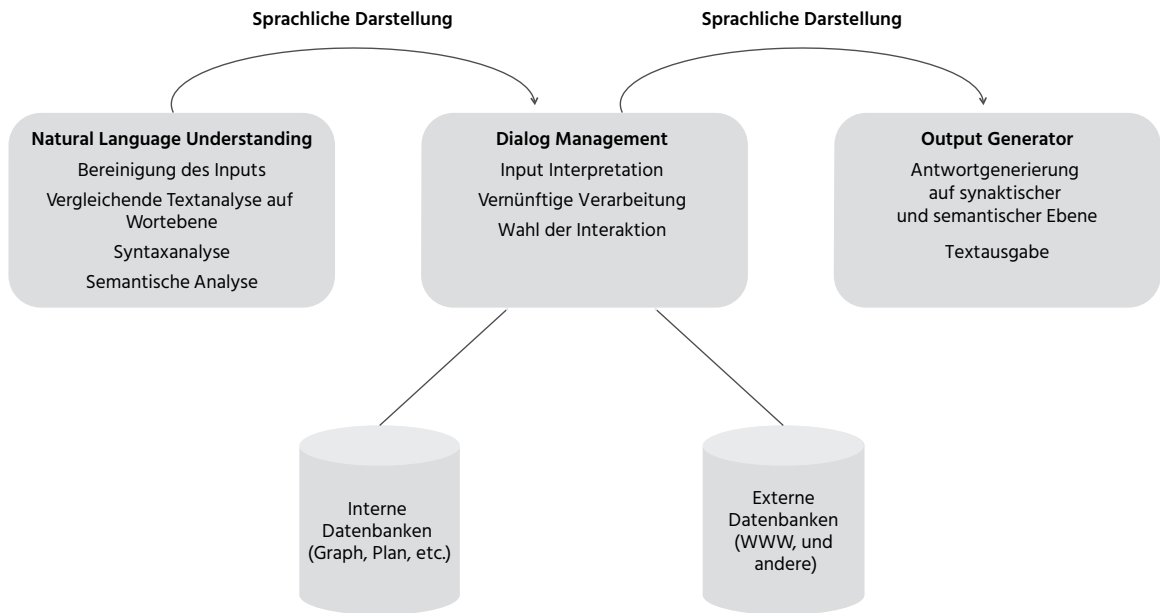 Sprachliche Darstellung
Sprachliche Darstellung
Natural Language Understanding
Bereinigung des Inputs
Vergleichende Textanalyse auf
Wortebene
Syntaxanalyse
Semantische Analyse
Dialog Management
Input Interpretation
Vernünftige Verarbeitung
Wahl der Interaktion
Output Generator
Antwortgenerierung
auf synaktischer
und semantischer Ebene
Textausgabe
Interne
Datenbanken
(Graph, Plan, etc.)
Externe
Datenbanken
(WWW, und
andere)